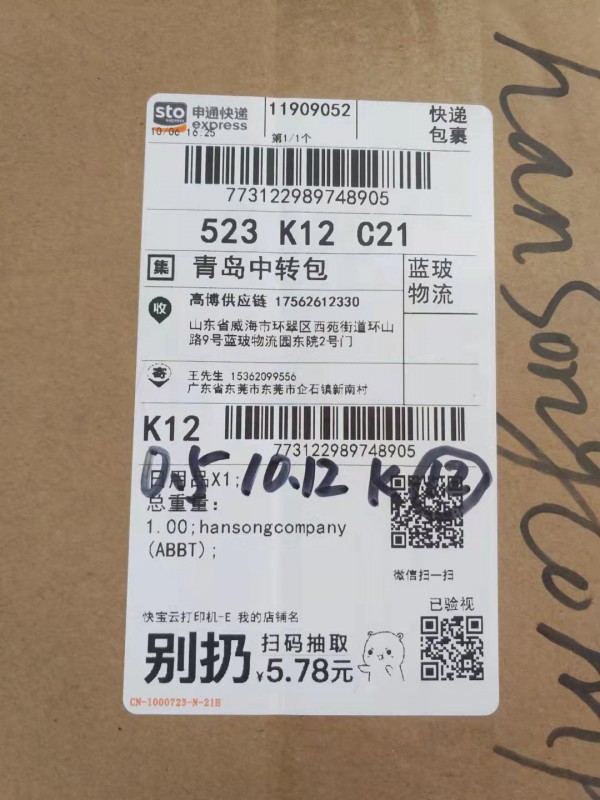 sto 申通快递
express express
11909052
快递
包裹
10/06 16:25
第1/1个
773122989748905
523 K12 C21
集 青岛中转包
蓝玻
物流
收 高博供应链 17562612330
山东省威海市环翠区西苑街道环山
路9号蓝玻物流园东院2号门
寄 王先生 15362099556
广东省东莞市东莞市企石镇新南村
K12
773122989748905
05 10.12 K 12
日用品X1;
总重量:
1.00;hansongcompany
(ABBT);
微信扫一扫
已验视
快宝云打印机-E 我的店铺名
别扔 扫码抽取
¥5.78元
CN-1000723-N-21H
hansong